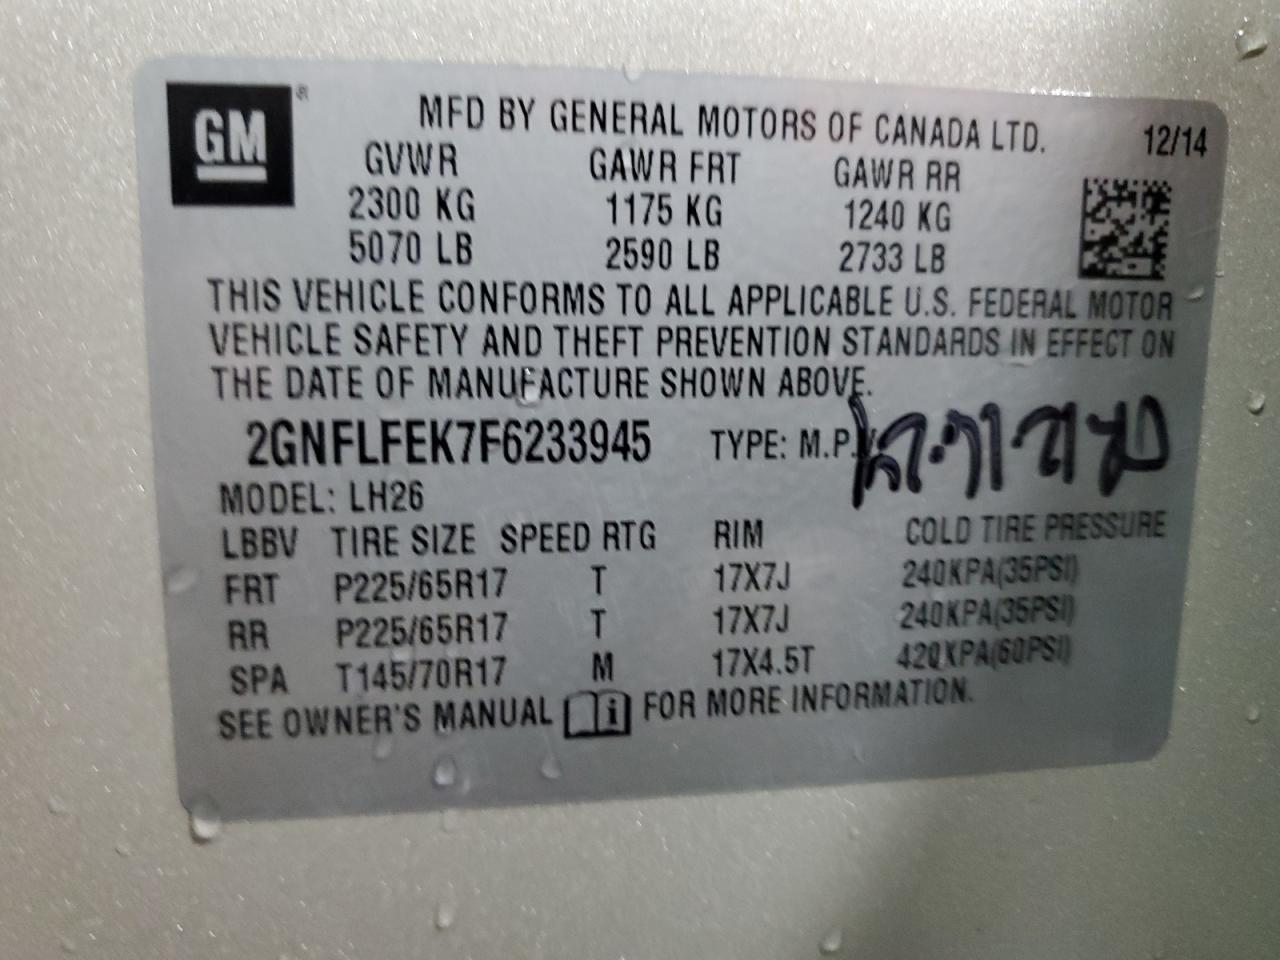 GM ®
MFD BY GENERAL MOTORS OF CANADA LTD. 12/14
GVWR GAWR FRT GAWR RR
2300 KG 1175 KG 1240 KG
5070 LB 2590 LB 2733 LB
THIS VEHICLE CONFORMS TO ALL APPLICABLE U.S. FEDERAL MOTOR
VEHICLE SAFETY AND THEFT PREVENTION STANDARDS IN EFFECT ON
THE DATE OF MANUFACTURE SHOWN ABOVE.
2GNFLFEK7F6233945 TYPE: M.P.V.
MODEL: LH26
LBBV TIRE SIZE SPEED RTG RIM COLD TIRE PRESSURE
FRT P225/65R17 T 17X7J 240KPA(35PSI)
RR P225/65R17 T 17X7J 240KPA(35PSI)
SPA T145/70R17 M 17X4.5T 420KPA(60PSI)
SEE OWNER'S MANUAL i FOR MORE INFORMATION.